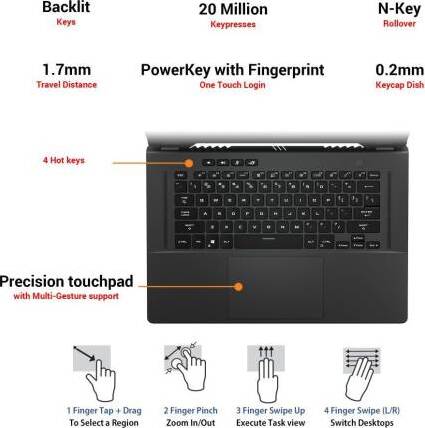 Backlit
Keys
20 Million
Keypresses
N-Key
Rollover
1.7mm
Travel Distance
PowerKey with Fingerprint
One Touch Login
0.2mm
Keycap Dish
4 Hot keys
Precision touchpad
with Multi-Gesture support
1 Finger Tap + Drag
To Select a Region
2 Finger Pinch
Zoom In/Out
3 Finger Swipe Up
Execute Task view
4 Finger Swipe (L/R)
Switch Desktops